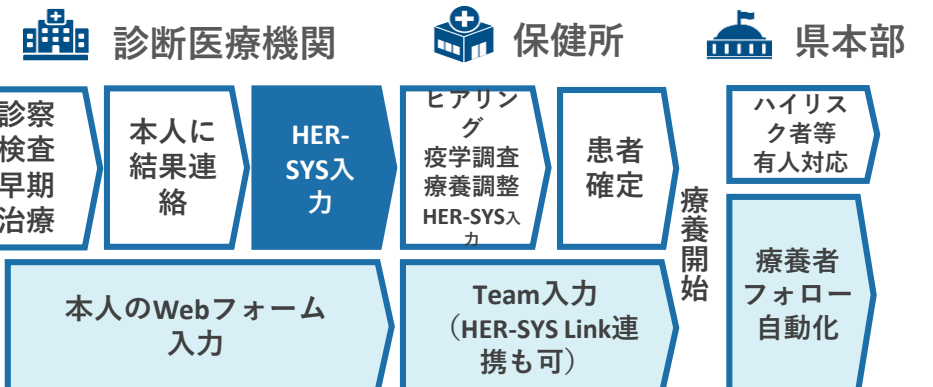 診断医療機関
保健所
県本部
診察
検査
早期
治療
本人に
結果連
絡
HER-
SYS入
力
ヒアリン
グ
疫学調査
療養調整
HER-SYS入
力
患者
確定
療養開始
ハイリス
ク者等
有人対応
本人のWebフォーム
入力
Team入力
（HER-SYS Link連
携も可）
療養者
フォロー
自動化